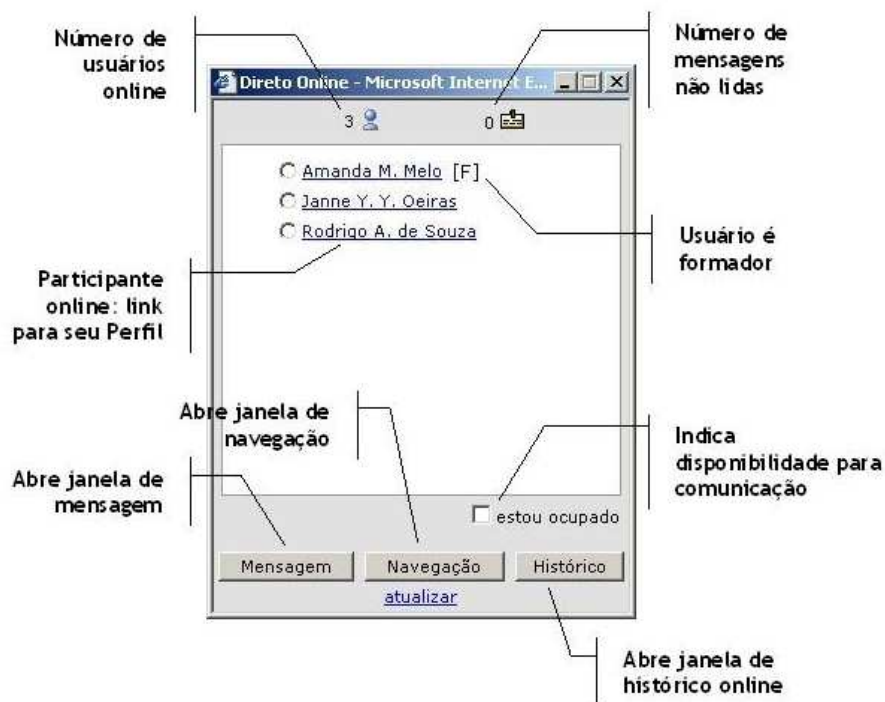 Número de
usuários
online
Número de
mensagens
não lidas
Direto Online - Microsoft Internet E...
3
0
Amanda M. Melo [F]
Janne Y. Y. Oeiras
Rodrigo A. de Souza
Usuário é
formador
Participante
online: link
para seu Perfil
Abre janela de
navegação
Indica
disponibilidade para
comunicação
Abre janela de
mensagem
estou ocupado
Mensagem
Navegação
Histórico
atualizar
Abre janela de
histórico online